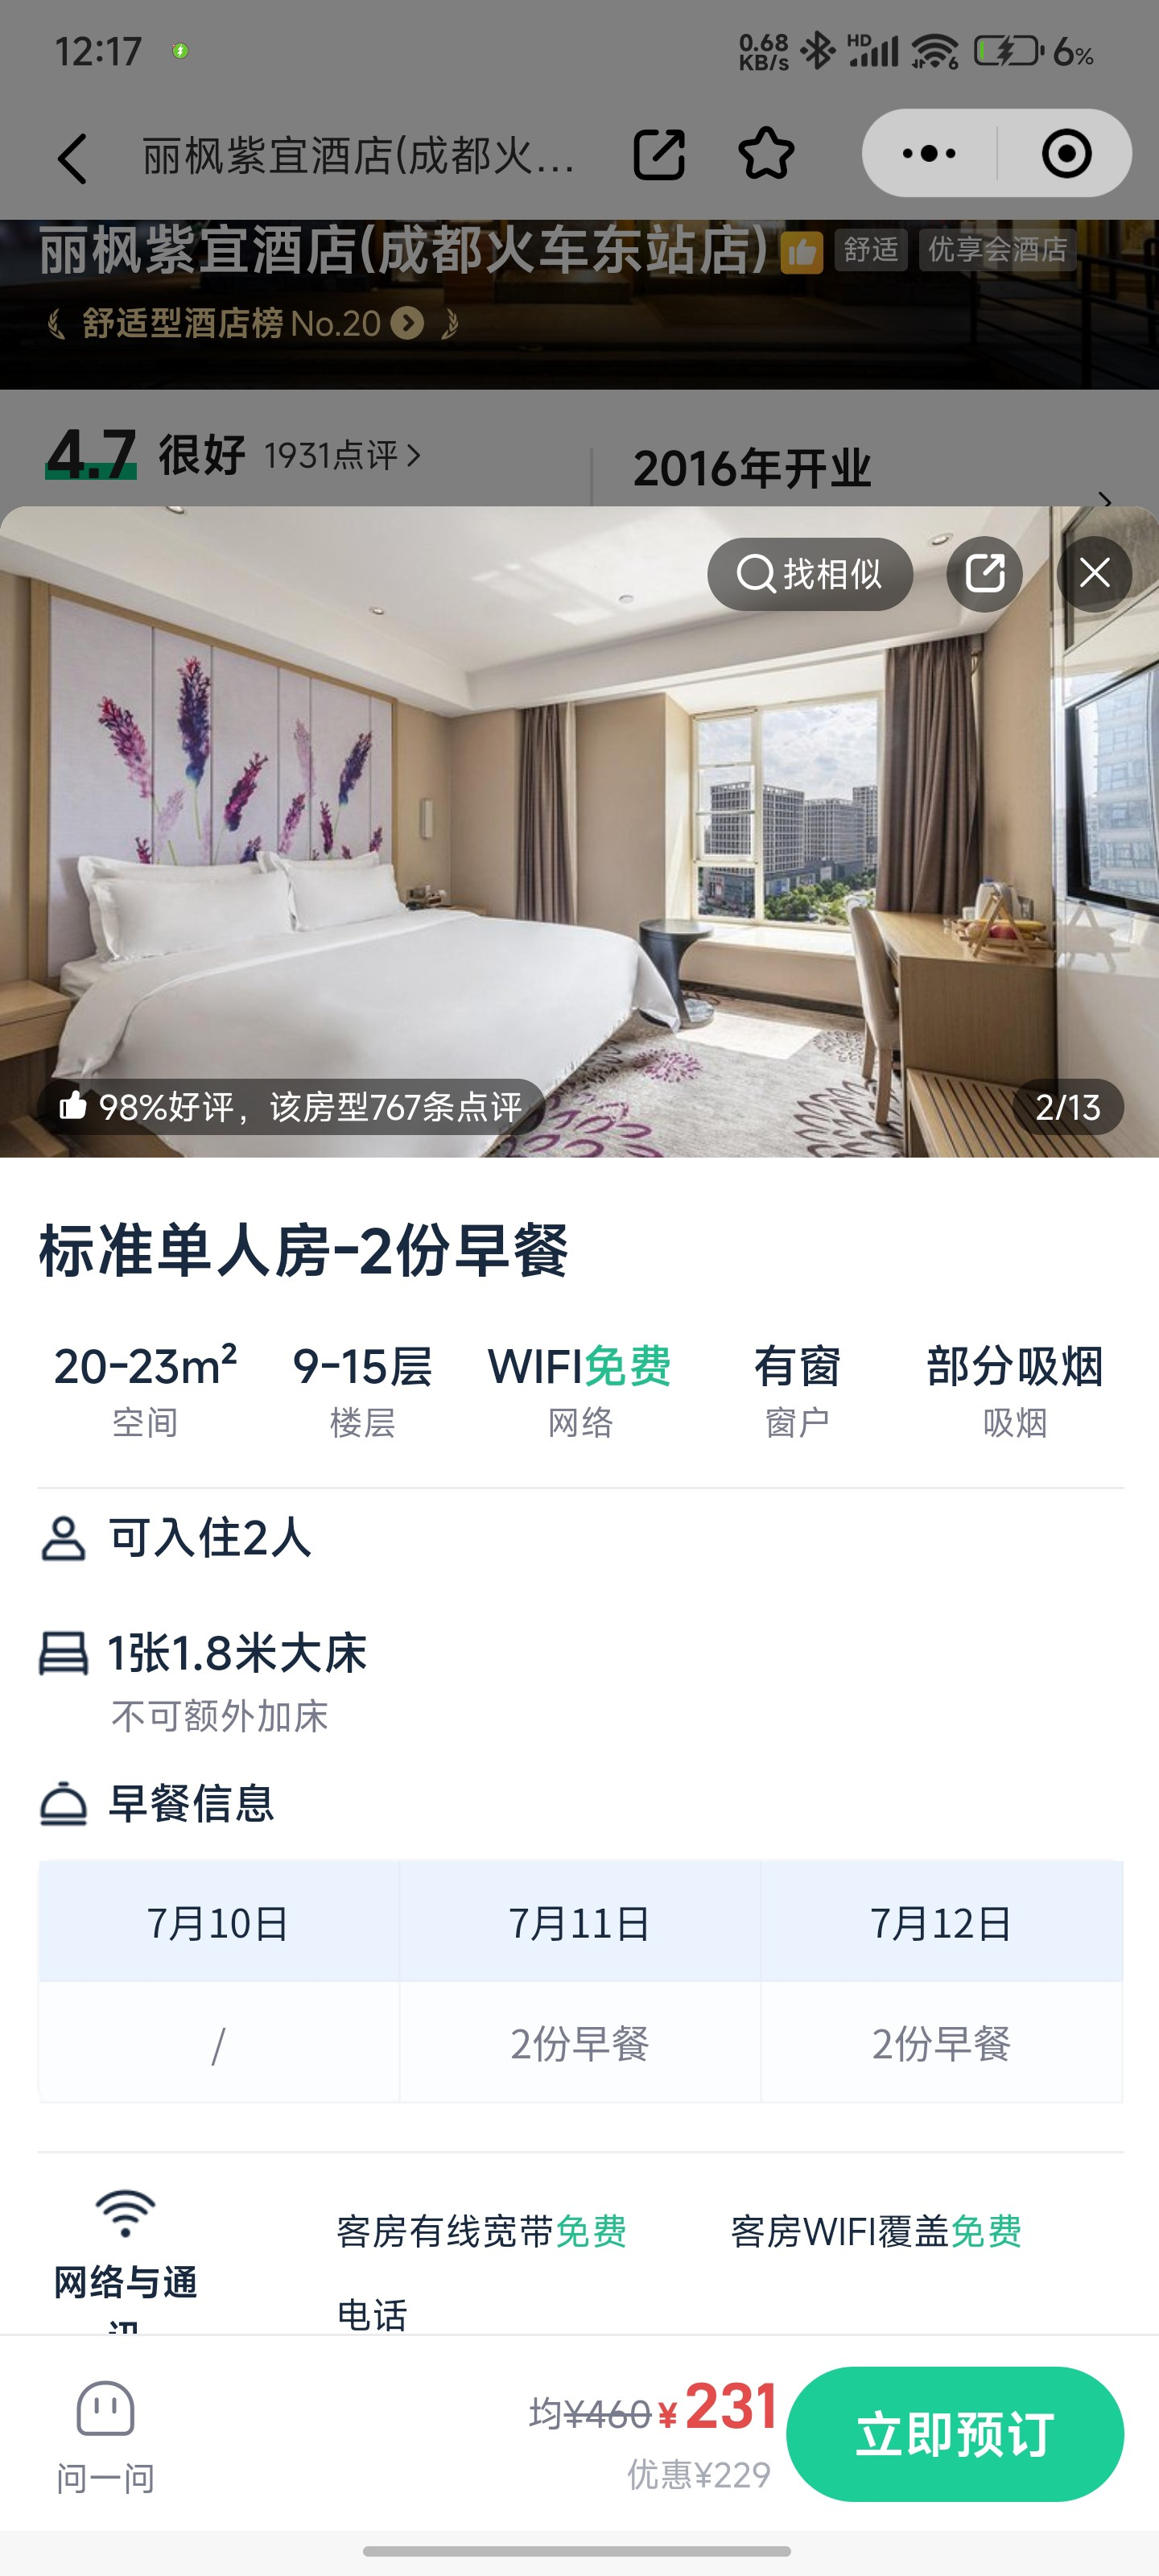 12:17
0.68
KB/s
HD
6
6%
丽枫紫宜酒店(成都火...
丽枫紫宜酒店(成都火车东站店)
舒适
优享会酒店
舒适型酒店榜No.20
4.7 很好 1931点评
2016年开业
找相似
98%好评，该房型767条点评
2/13
标准单人房-2份早餐
20-23m² 9-15层 WIFI免费 有窗 部分吸烟
空间 楼层 网络 窗户 吸烟
可入住2人
1张1.8米大床
不可额外加床
早餐信息
7月10日 7月11日 7月12日
/ 2份早餐 2份早餐
客房有线宽带免费 客房WIFI覆盖免费
网络与通
讯
电话
均¥460 ¥231
优惠¥229
立即预订
问一问